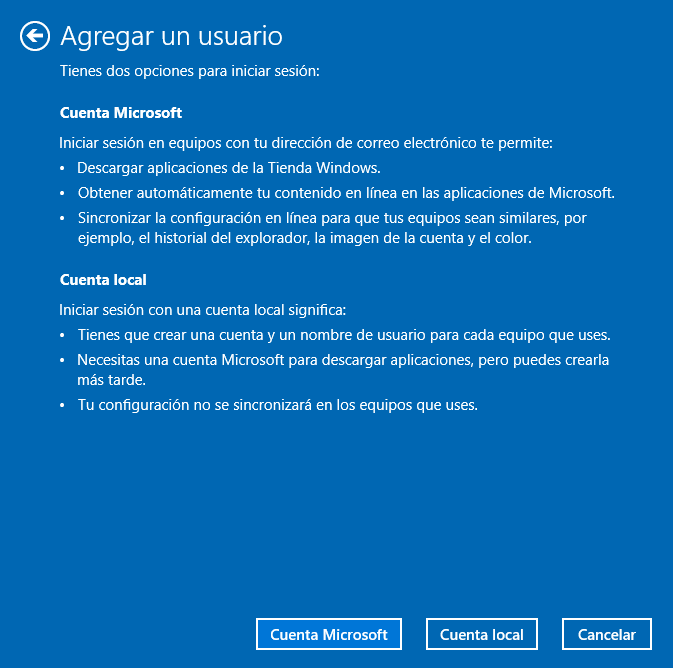 Agregar un usuario
Tienes dos opciones para iniciar sesión:
Cuenta Microsoft
Iniciar sesión en equipos con tu dirección de correo electrónico te permite:
• Descargar aplicaciones de la Tienda Windows.
• Obtener automáticamente tu contenido en línea en las aplicaciones de Microsoft.
• Sincronizar la configuración en línea para que tus equipos sean similares, por
ejemplo, el historial del explorador, la imagen de la cuenta y el color.
Cuenta local
Iniciar sesión con una cuenta local significa:
• Tienes que crear una cuenta y un nombre de usuario para cada equipo que uses.
• Necesitas una cuenta Microsoft para descargar aplicaciones, pero puedes crearla
más tarde.
• Tu configuración no se sincronizará en los equipos que uses.
Cuenta Microsoft
Cuenta local
Cancelar